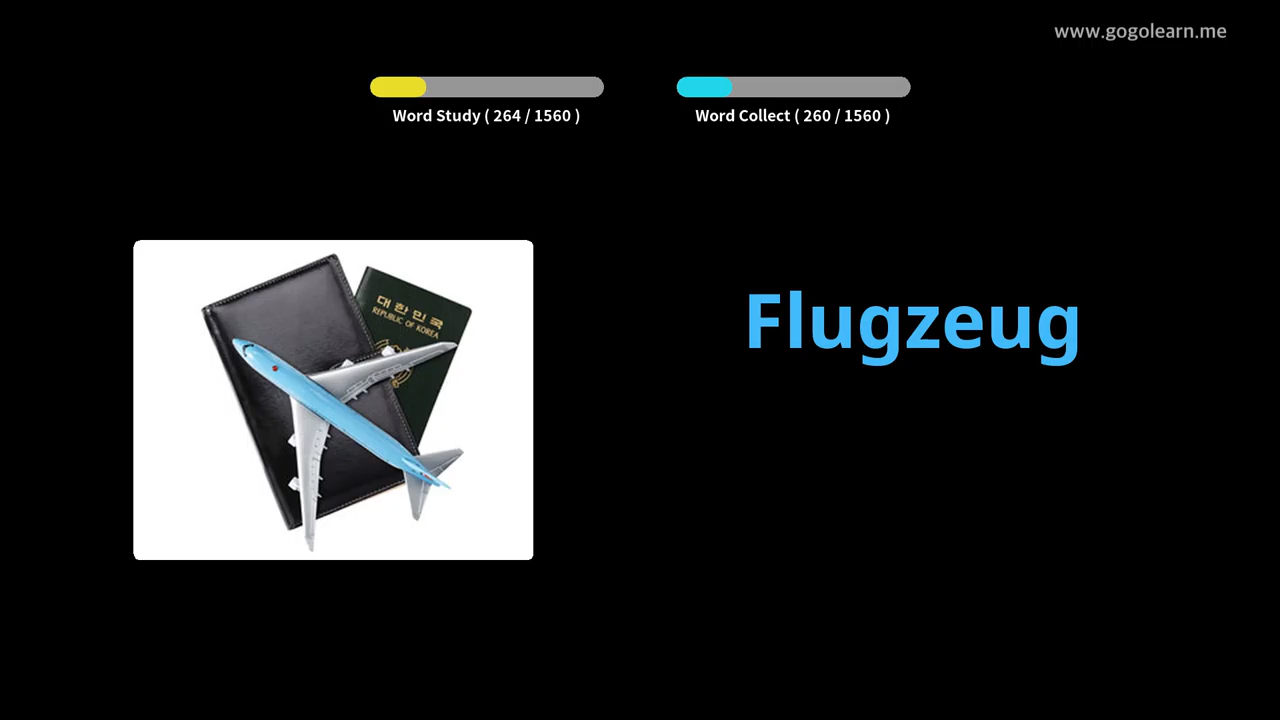 www.gogolearn.me
Word Study ( 264 / 1560 )
Word Collect ( 260 / 1560 )
대한민국
REPUBLIC OF KOREA
Flugzeug